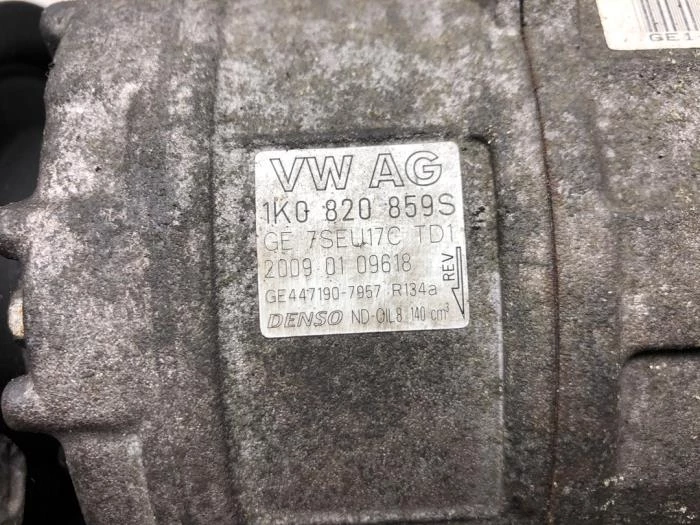 VW AG
1K0 820 859S
GE 7SEU17C TD1
2009 01 09618
GE447190-7957 R134a
REV
DENSO ND-OIL8 140 cm³
GE1